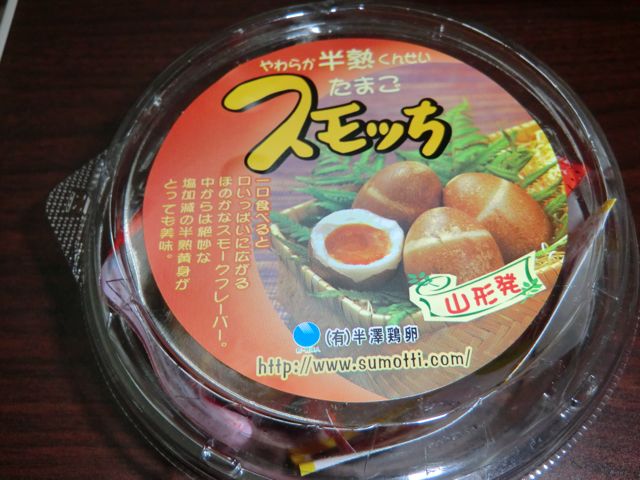 やわらか半熟くんせい
たまご
スモッち
一口食べると
口いっぱいに広がる
ほのかなスモークフレーバー。
中からは絶妙な
塩加減の半熟黄身が
とっても美味。
山形発
(有)半澤鶏卵
http://www.sumotti.com/